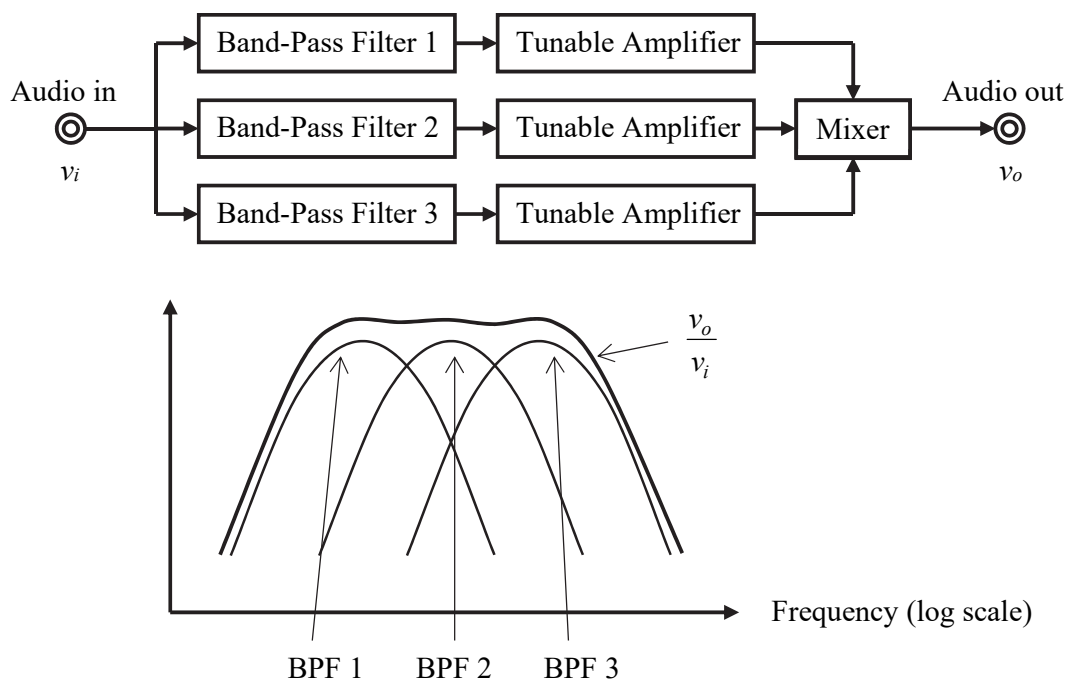 Band-Pass Filter 1
Tunable Amplifier
Audio in
Audio out
Band-Pass Filter 2
Tunable Amplifier
Mixer
vi
vo
Band-Pass Filter 3
Tunable Amplifier
vo
vi
Frequency (log scale)
BPF 1
BPF 2
BPF 3